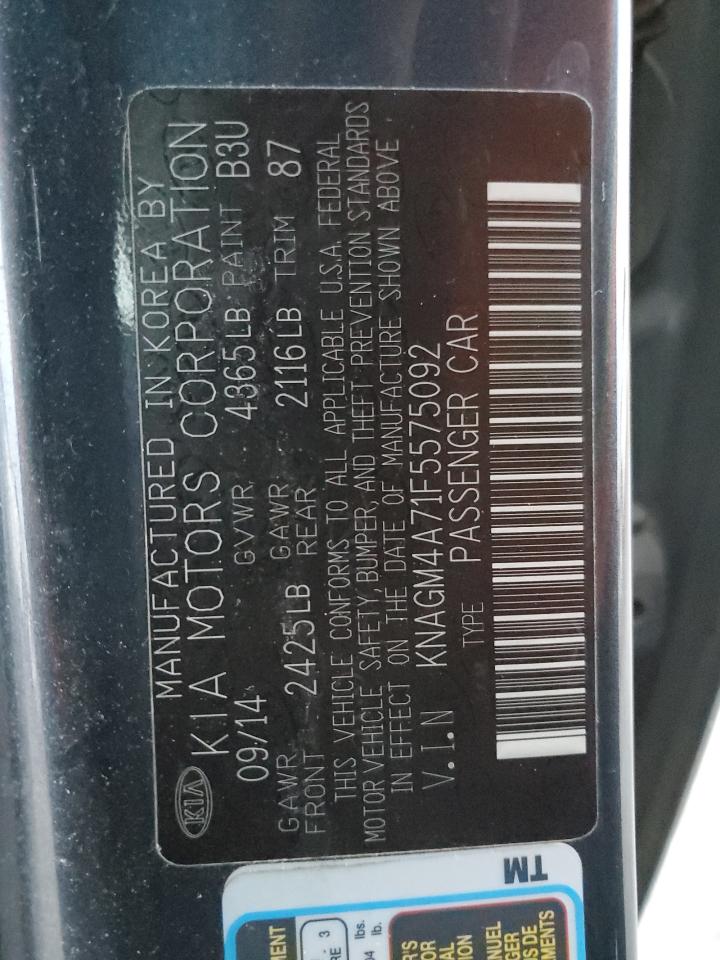 MANUFACTURED IN KOREA BY
KIA KIA MOTORS CORPORATION
09/14 GVWR 4365LB PAINT B3U
GAWR FRONT 2425LB GAWR REAR 2116LB TRIM 87
THIS VEHICLE CONFORMS TO ALL APPLICABLE U.S.A. FEDERAL
MOTOR VEHICLE SAFETY, BUMPER, AND THEFT PREVENTION STANDARDS
IN EFFECT ON THE DATE OF MANUFACTURE SHOWN ABOVE.
V.I.N KNAGM4A71F5575092
TYPE PASSENGER CAR
TM